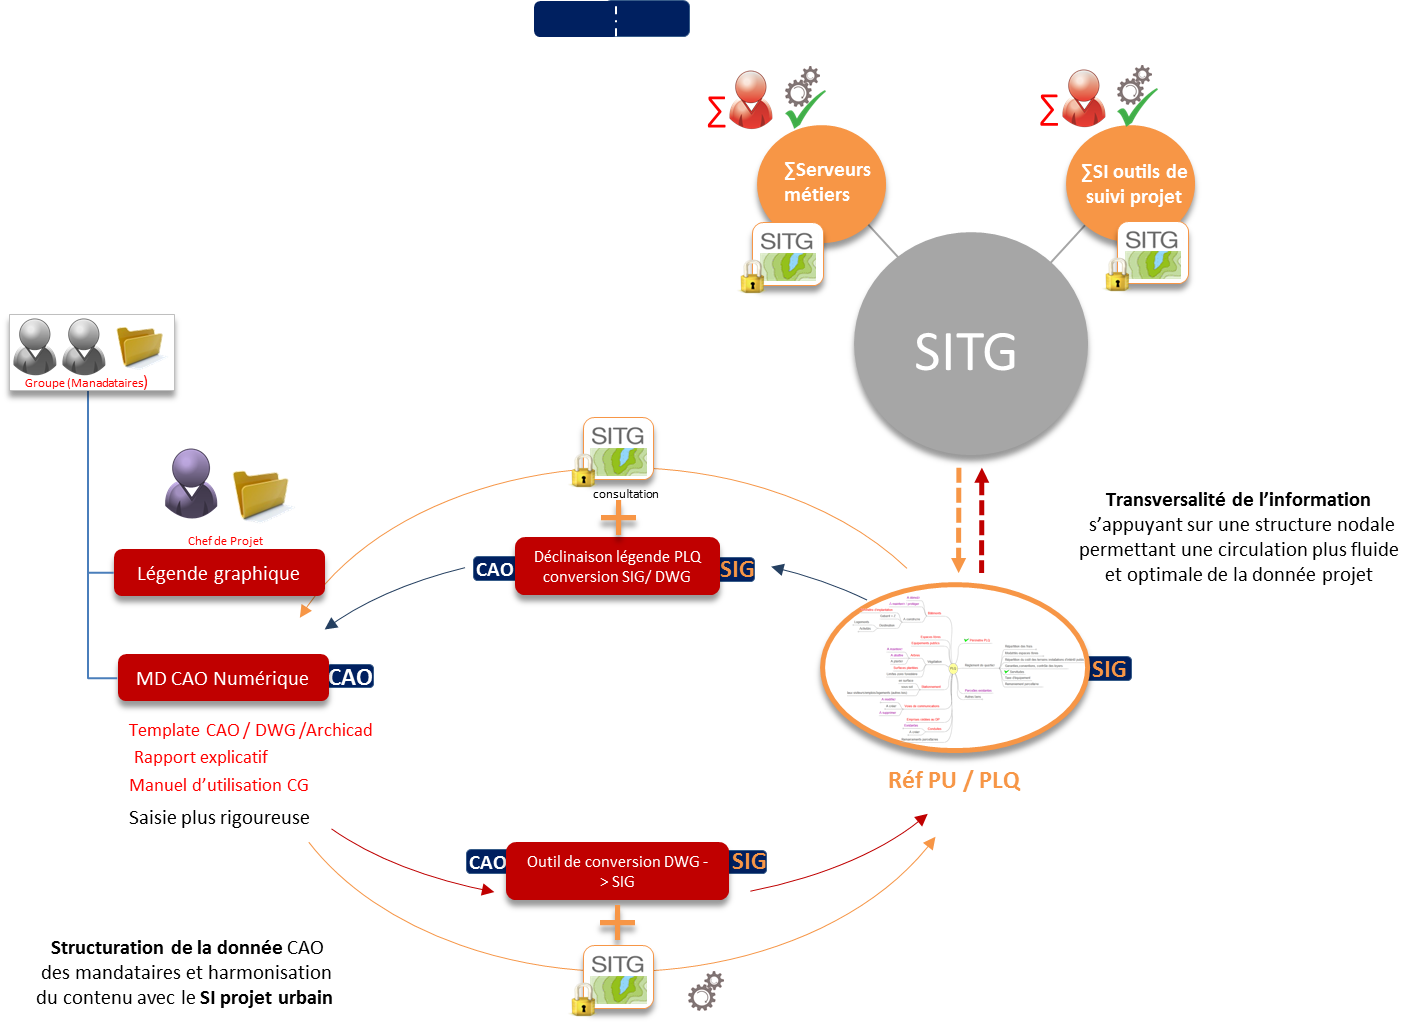 ∑
∑
∑Serveurs
métiers
∑SI outils de
suivi projet
SITG
SITG
SITG
Groupe (Manadataires)
SITG
consultation
Chef de Projet
Légende graphique
CAO
Déclinaison légende PLQ
conversion SIG/ DWG
SIG
Transversalité de l’information
s’appuyant sur une structure nodale
permettant une circulation plus fluide
et optimale de la donnée projet
MD CAO Numérique
CAO
SIG
Template CAO / DWG /Archicad
Rapport explicatif
Manuel d’utilisation CG
Saisie plus rigoureuse
Réf PU / PLQ
CAO
Outil de conversion DWG -
> SIG
SIG
Structuration de la donnée CAO
des mandataires et harmonisation
du contenu avec le SI projet urbain
SITG